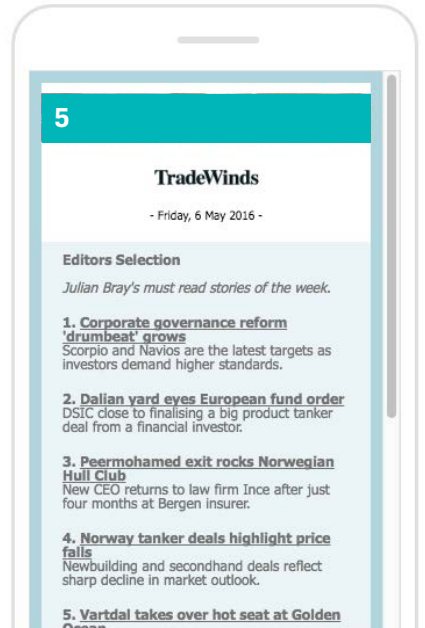 5
TradeWinds
- Friday, 6 May 2016 -
Editors Selection
Julian Bray's must read stories of the week.
1. Corporate governance reform
'drumbeat' grows
Scorpio and Navios are the latest targets as
investors demand higher standards.
2. Dalian yard eyes European fund order
DSIC close to finalising a big product tanker
deal from a financial investor.
3. Peermohamed exit rocks Norwegian
Hull Club
New CEO returns to law firm Ince after just
four months at Bergen insurer.
4. Norway tanker deals highlight price
falls
Newbuilding and secondhand deals reflect
sharp decline in market outlook.
5. Vartdal takes over hot seat at Golden
Ocean